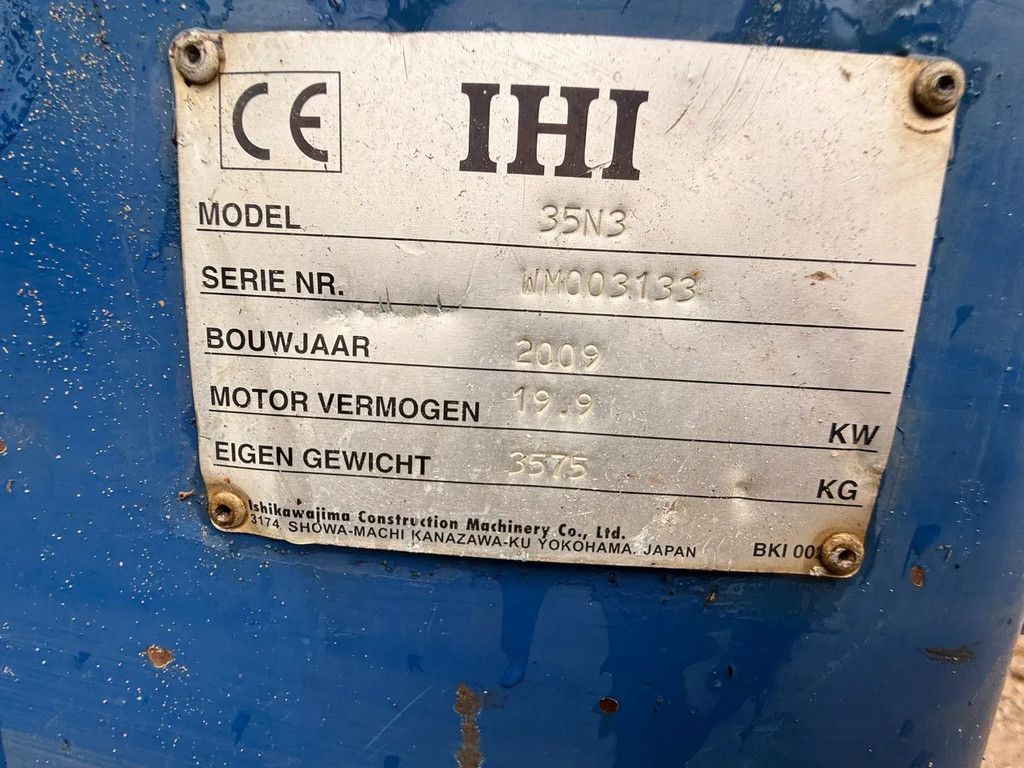 CE IHI
MODEL 35N3
SERIE NR. WM003133
BOUWJAAR 2009
MOTOR VERMOGEN 19.9 KW
EIGEN GEWICHT 3575 KG
Ishikawajima Construction Machinery Co., Ltd.
3174 SHOWA-MACHI KANAZAWA-KU YOKOHAMA, JAPAN BKI